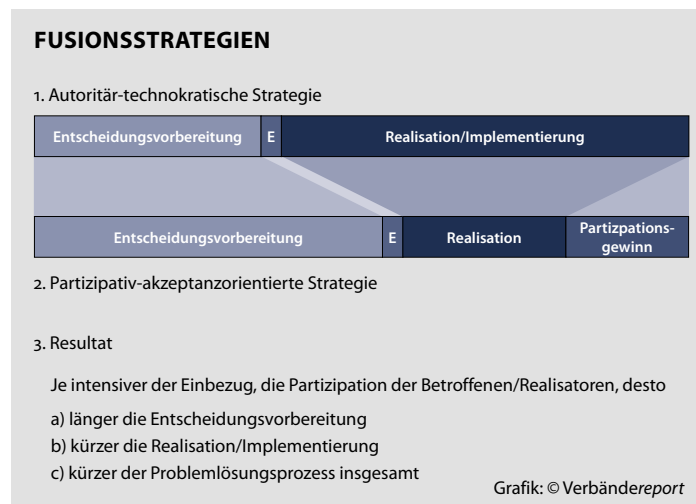 FUSIONSSTRATEGIEN
1. Autoritär-technokratische Strategie
Entscheidungsvorbereitung E Realisation/Implementierung
Entscheidungsvorbereitung E Realisation Partizpations-
gewinn
2. Partizipativ-akzeptanzorientierte Strategie
3. Resultat
Je intensiver der Einbezug, die Partizipation der Betroffenen/Realisatoren, desto
a) länger die Entscheidungsvorbereitung
b) kürzer die Realisation/Implementierung
c) kürzer der Problemlösungsprozess insgesamt
Grafik: © Verbändereport